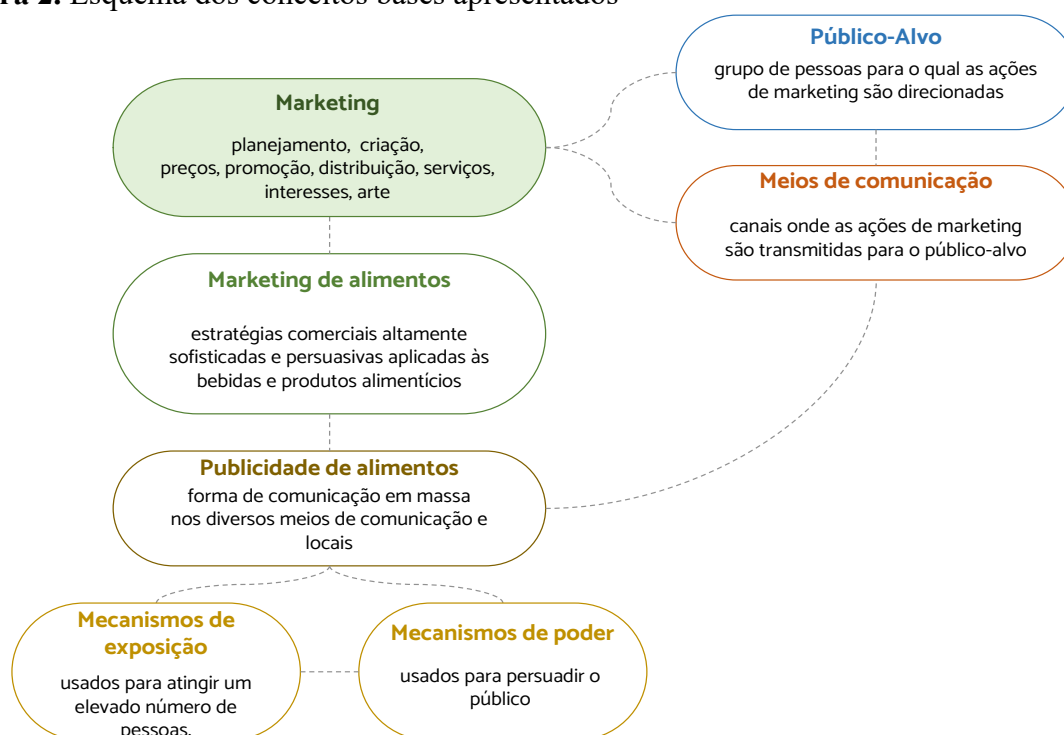 2. Esquema dos conceitos bases apresentados
Marketing
planejamento, criação,
preços, promoção, distribuição, serviços,
interesses, arte
Público-Alvo
grupo de pessoas para o qual as ações
de marketing são direcionadas
Meios de comunicação
canais onde as ações de marketing
são transmitidas para o público-alvo
Marketing de alimentos
estratégias comerciais altamente
sofisticadas e persuasivas aplicadas às
bebidas e produtos alimentícios
Publicidade de alimentos
forma de comunicação em massa
nos diversos meios de comunicação e
locais
Mecanismos de
exposição
usados para atingir um
elevado número de
pessoas.
Mecanismos de poder
usados para persuadir o
público